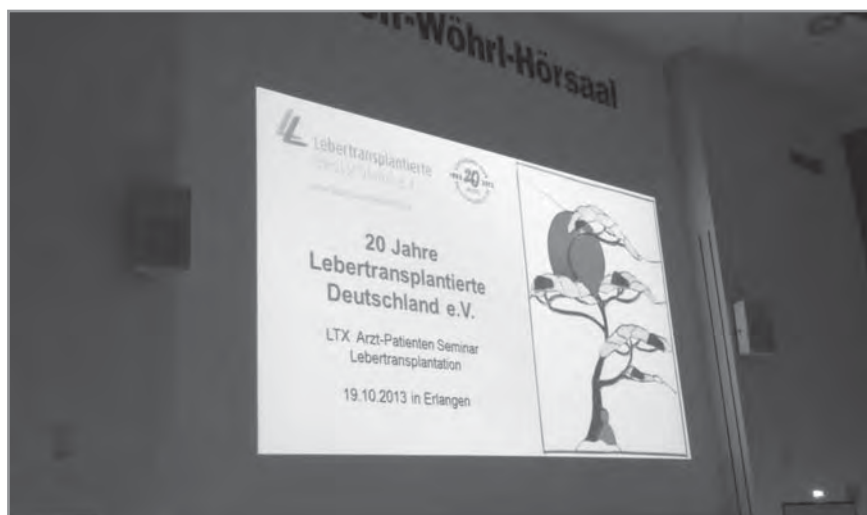 -Wöhrl-Hörsaal
Lebertransplantierte
20
20 Jahre
Lebertransplantierte
Deutschland e.V.
LTX Arzt-Patienten Seminar
Lebertransplantation
19.10.2013 in Erlangen